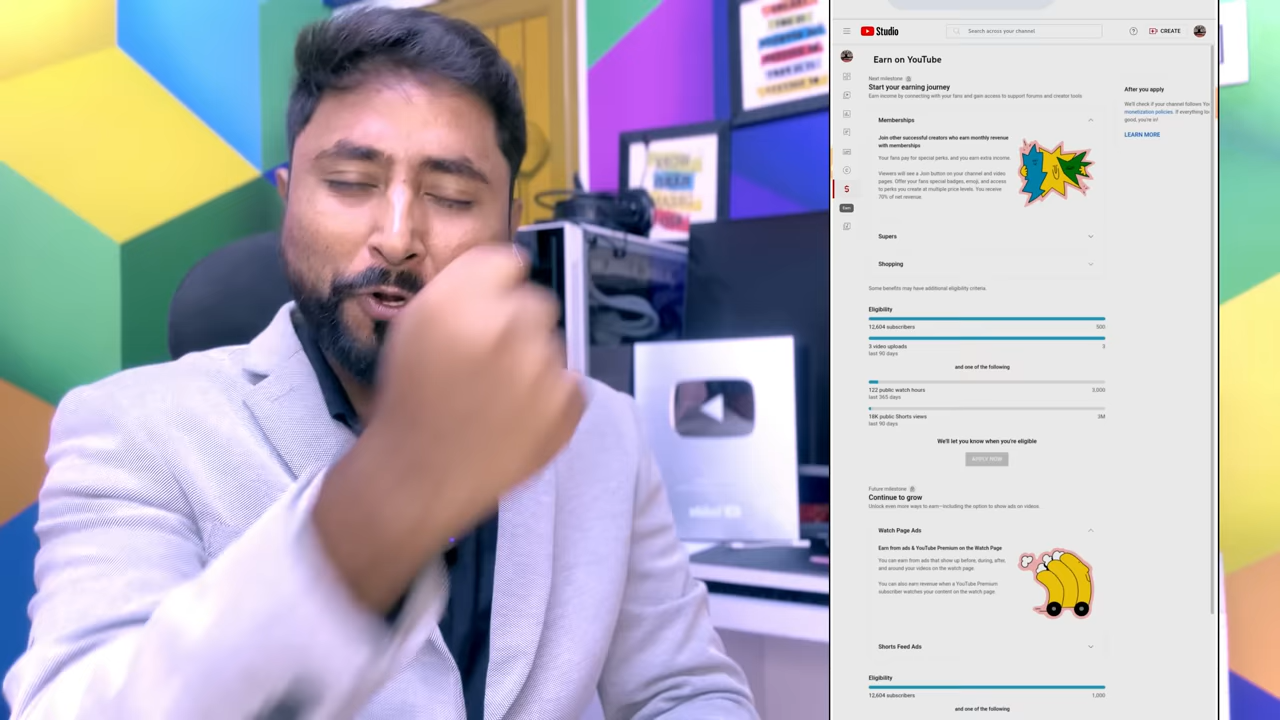 Studio
Search across your channel
CREATE
Earn on YouTube
Next milestone
Start your earning journey
Earn income by connecting with your fans and gain access to support forums and creator tools
Memberships
Join other successful creators who earn monthly revenue
with memberships
Your fans pay for special perks, and you earn extra income.
Viewers will see a Join button on your channel and video
pages. Offer your fans special badges, emoji, and access
to perks you create at multiple price levels. You receive
70% of net revenue.
Supers
Shopping
Some benefits may have additional eligibility criteria.
Eligibility
12,604 subscribers 500
3 video uploads 3
last 90 days
and one of the following
122 public watch hours 3,000
last 365 days
18K public Shorts views 3M
last 90 days
We'll let you know when you're eligible
APPLY NOW
Future milestone
Continue to grow
Unlock even more ways to earn—including the option to show ads on videos.
Watch Page Ads
Earn from ads & YouTube Premium on the Watch Page
You can earn from ads that show up before, during, after,
and around your videos on the watch page.
You can also earn revenue when a YouTube Premium
subscriber watches your content on the watch page.
Shorts Feed Ads
Eligibility
12,604 subscribers 1,000
and one of the following
After you apply
We'll check if your channel follows
monetization policies. If everything
good, you're in!
LEARN MORE
Earn